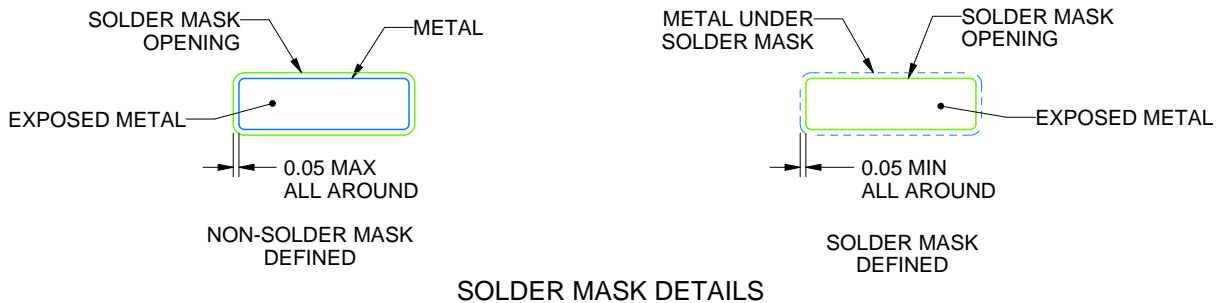 SOLDER MASK
OPENING
METAL
EXPOSED METAL
0.05 MAX
ALL AROUND
NON-SOLDER MASK
DEFINED
METAL UNDER
SOLDER MASK
SOLDER MASK
OPENING
EXPOSED METAL
0.05 MIN
ALL AROUND
SOLDER MASK
DEFINED
SOLDER MASK DETAILS